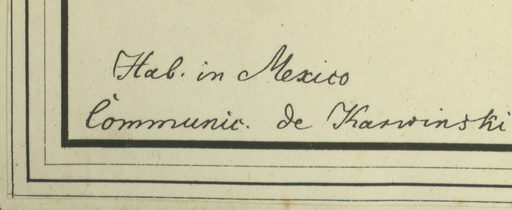 Hab. in Mexico
Communic. de Karwinski